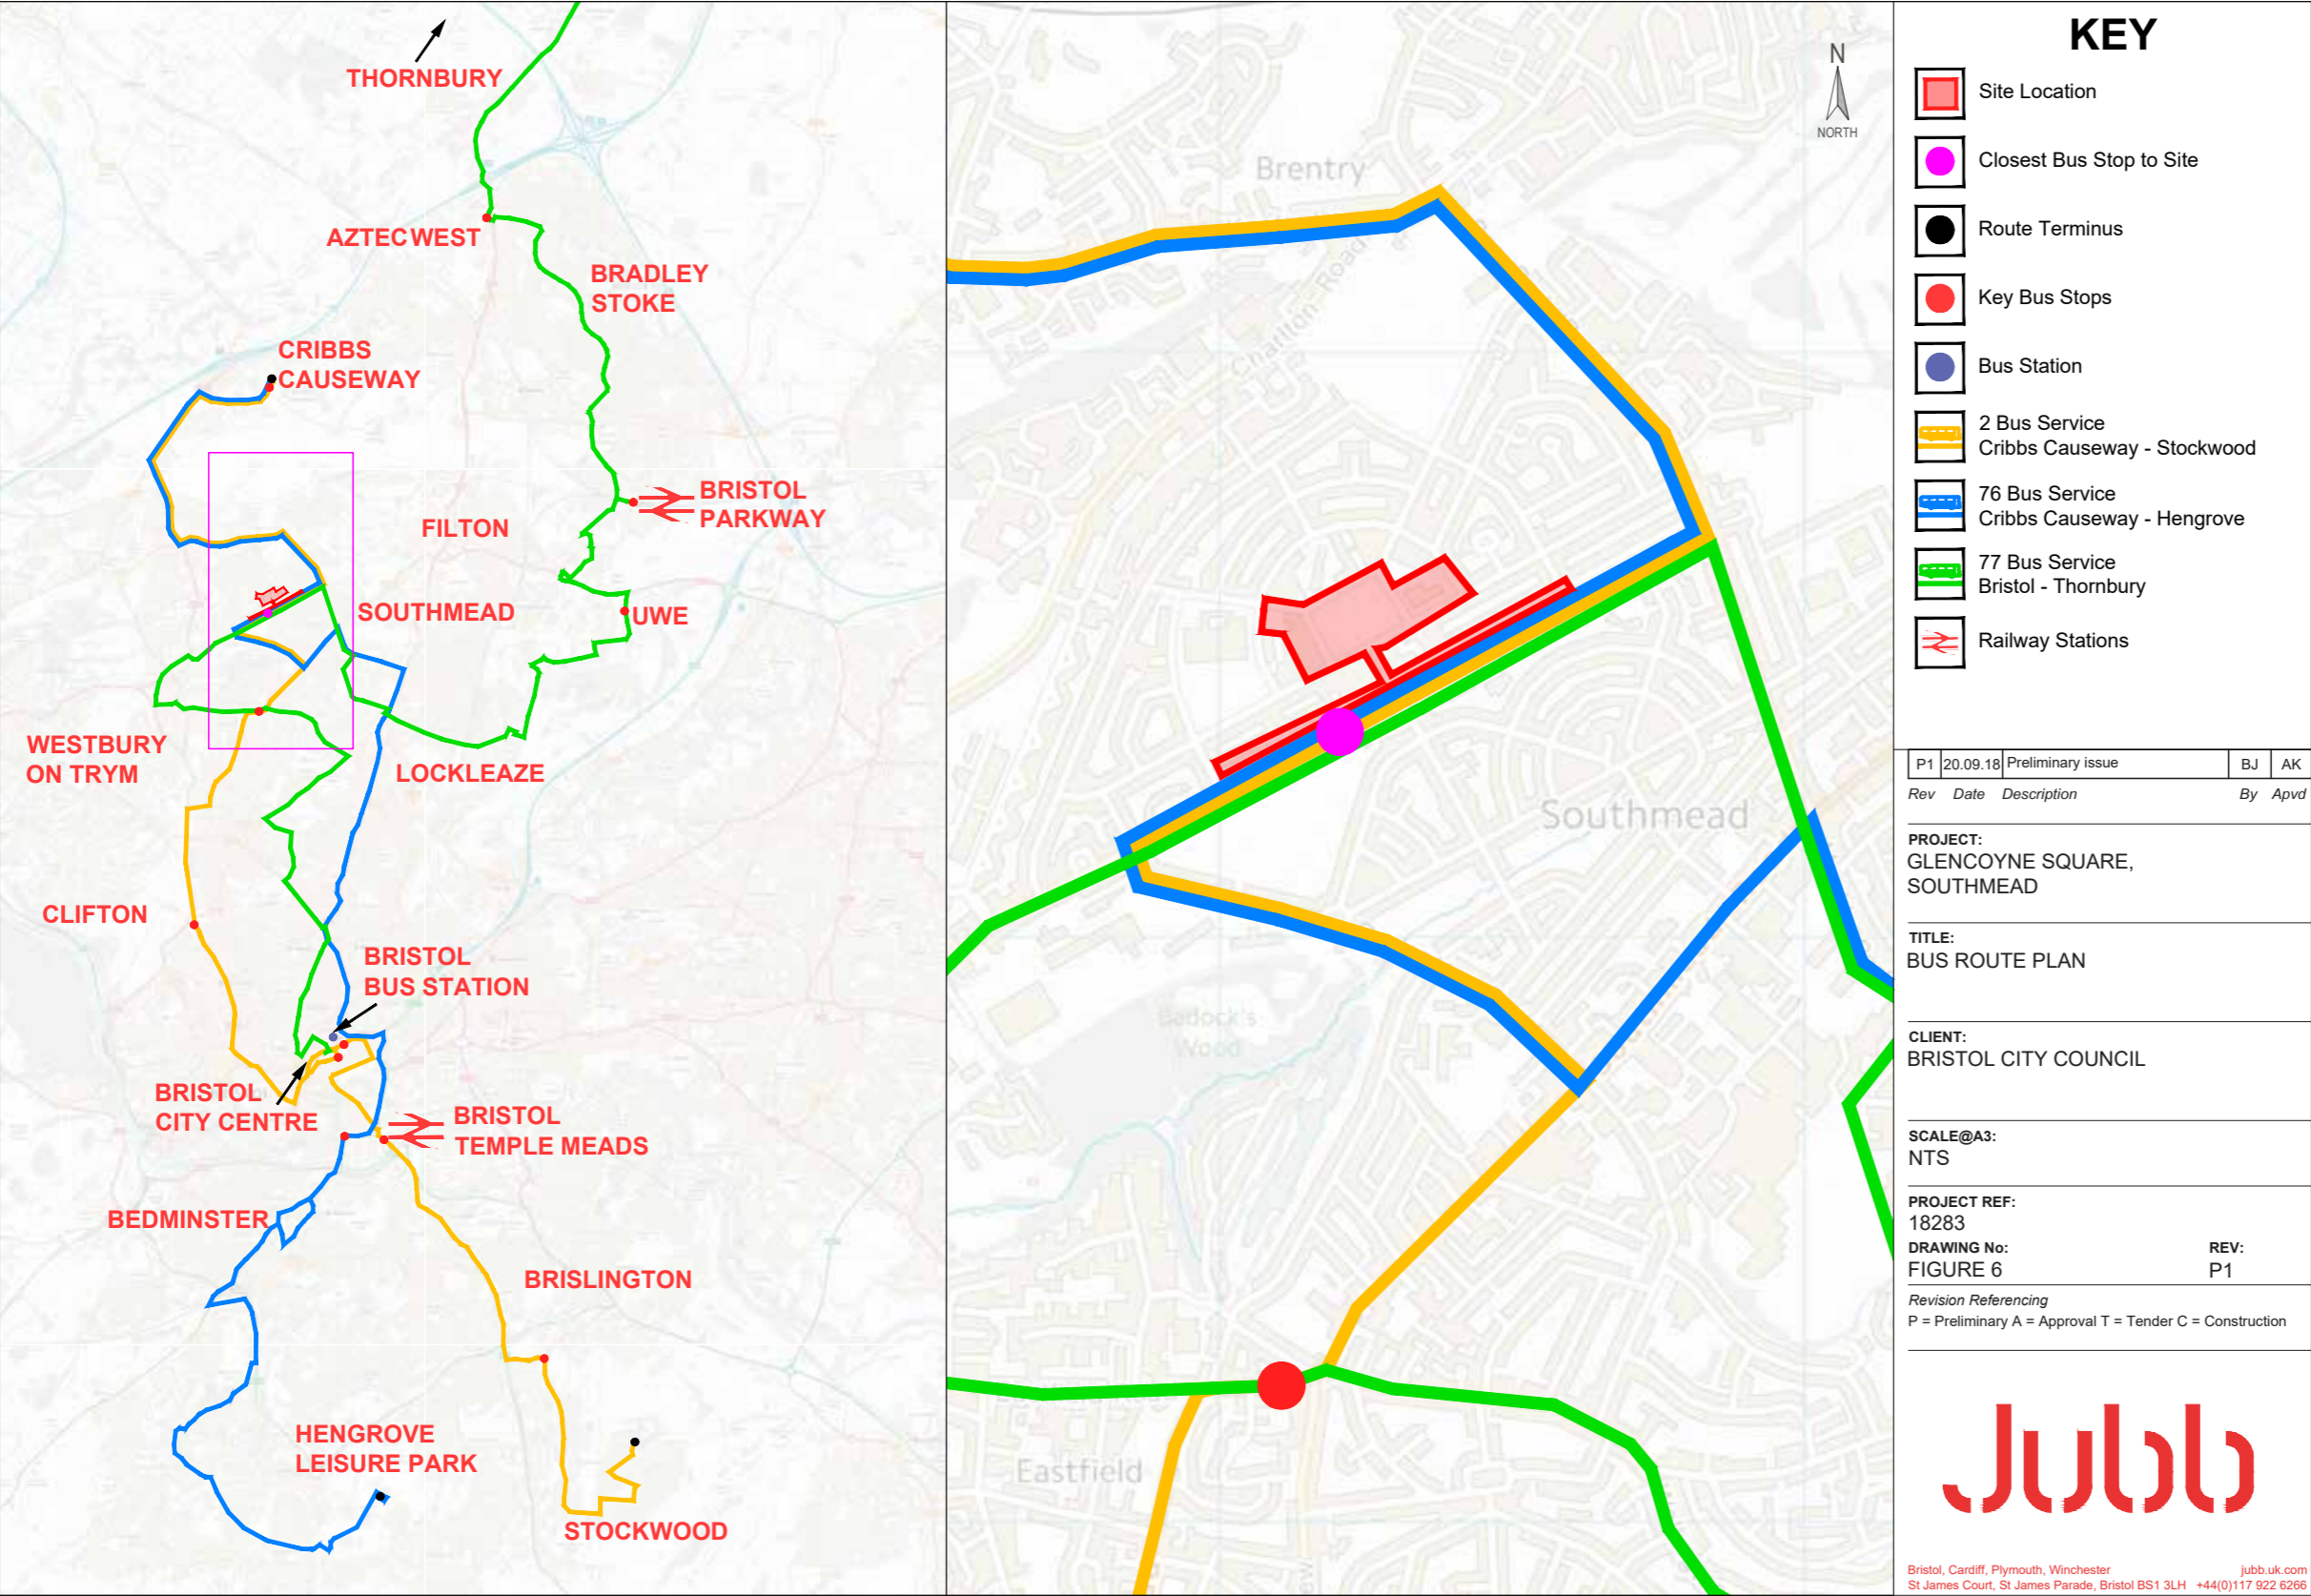 THORNBURY
AZTEC WEST
BRADLEY
STOKE
CRIBBS
CAUSEWAY
BRISTOL
PARKWAY
FILTON
SOUTHMEAD
UWE
WESTBURY
ON TRYM
LOCKLEAZE
CLIFTON
BRISTOL
BUS STATION
BRISTOL
CITY CENTRE
BRISTOL
TEMPLE MEADS
BEDMINSTER
BRISLINGTON
HENGROVE
LEISURE PARK
STOCKWOOD
N
NORTH
Brentry
Charlton Road
Southmead
Badock's
Wood
Eastfield
KEY
Site Location
Closest Bus Stop to Site
Route Terminus
Key Bus Stops
Bus Station
2 Bus Service
Cribbs Causeway - Stockwood
76 Bus Service
Cribbs Causeway - Hengrove
77 Bus Service
Bristol - Thornbury
Railway Stations
P1 20.09.18 Preliminary issue BJ AK
Rev Date Description By Apvd
PROJECT:
GLENCOYNE SQUARE,
SOUTHMEAD
TITLE:
BUS ROUTE PLAN
CLIENT:
BRISTOL CITY COUNCIL
SCALE@A3:
NTS
PROJECT REF:
18283
DRAWING No: REV:
FIGURE 6 P1
Revision Referencing
P = Preliminary A = Approval T = Tender C = Construction
Jubb
Bristol, Cardiff, Plymouth, Winchester jubb.uk.com
St James Court, St James Parade, Bristol BS1 3LH +44(0)117 922 6266